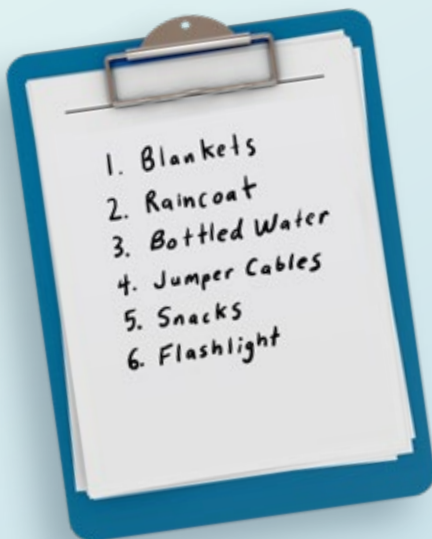 1. Blankets
2. Raincoat
3. Bottled Water
4. Jumper Cables
5. Snacks
6. Flashlight